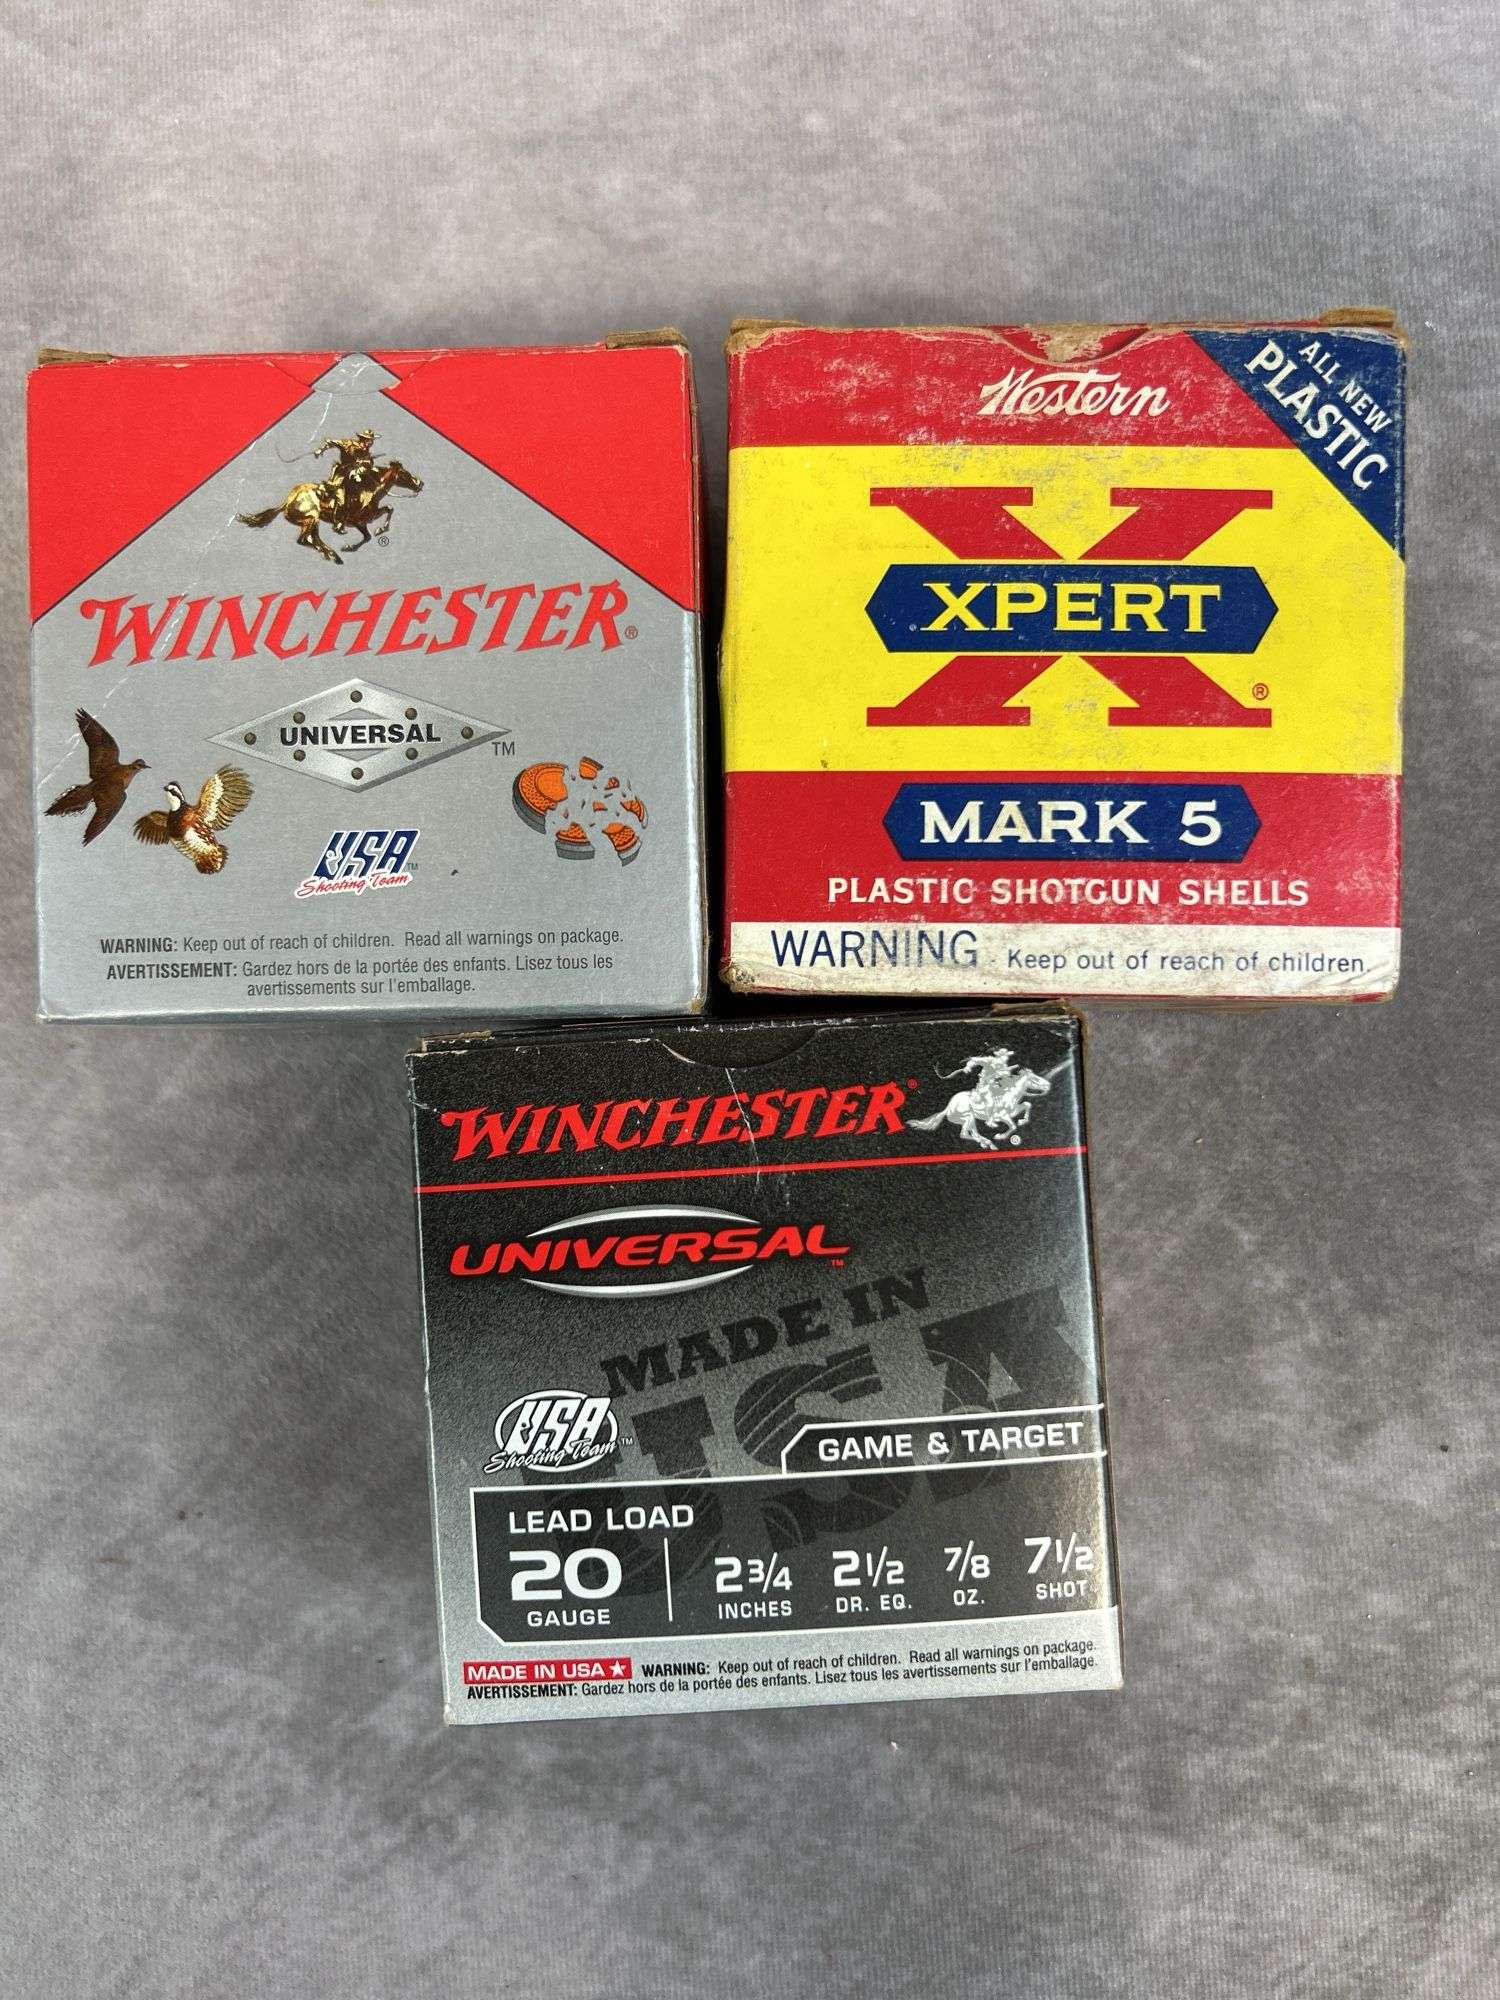 WINCHESTER®
UNIVERSAL™
USA™
Shooting Team
WARNING: Keep out of reach of children. Read all warnings on package.
AVERTISSEMENT: Gardez hors de la portée des enfants. Lisez tous les
avertissements sur l'emballage.
Western
ALL NEW
PLASTIC
XPERT
®
MARK 5
PLASTIC SHOTGUN SHELLS
WARNING - Keep out of reach of children.
WINCHESTER®
UNIVERSAL™
MADE IN
USA
USA
Shooting Team™
GAME & TARGET
LEAD LOAD
20 2 3/4 2 1/2 7/8 7 1/2
GAUGE INCHES DR. EQ. OZ. SHOT
MADE IN USA ★ WARNING: Keep out of reach of children. Read all warnings on package.
AVERTISSEMENT: Gardez hors de la portée des enfants. Lisez tous les avertissements sur l'emballage.